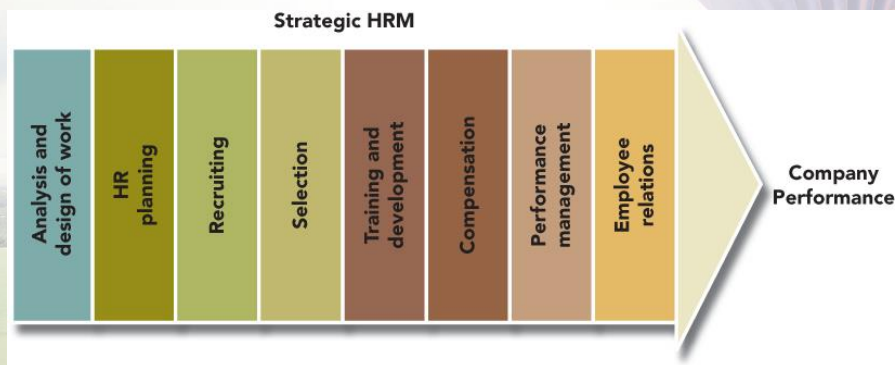 Strategic HRM
Analysis and
design of work
HR
planning
Recruiting
Selection
Training and
development
Compensation
Performance
management
Employee
relations
Company
Performance